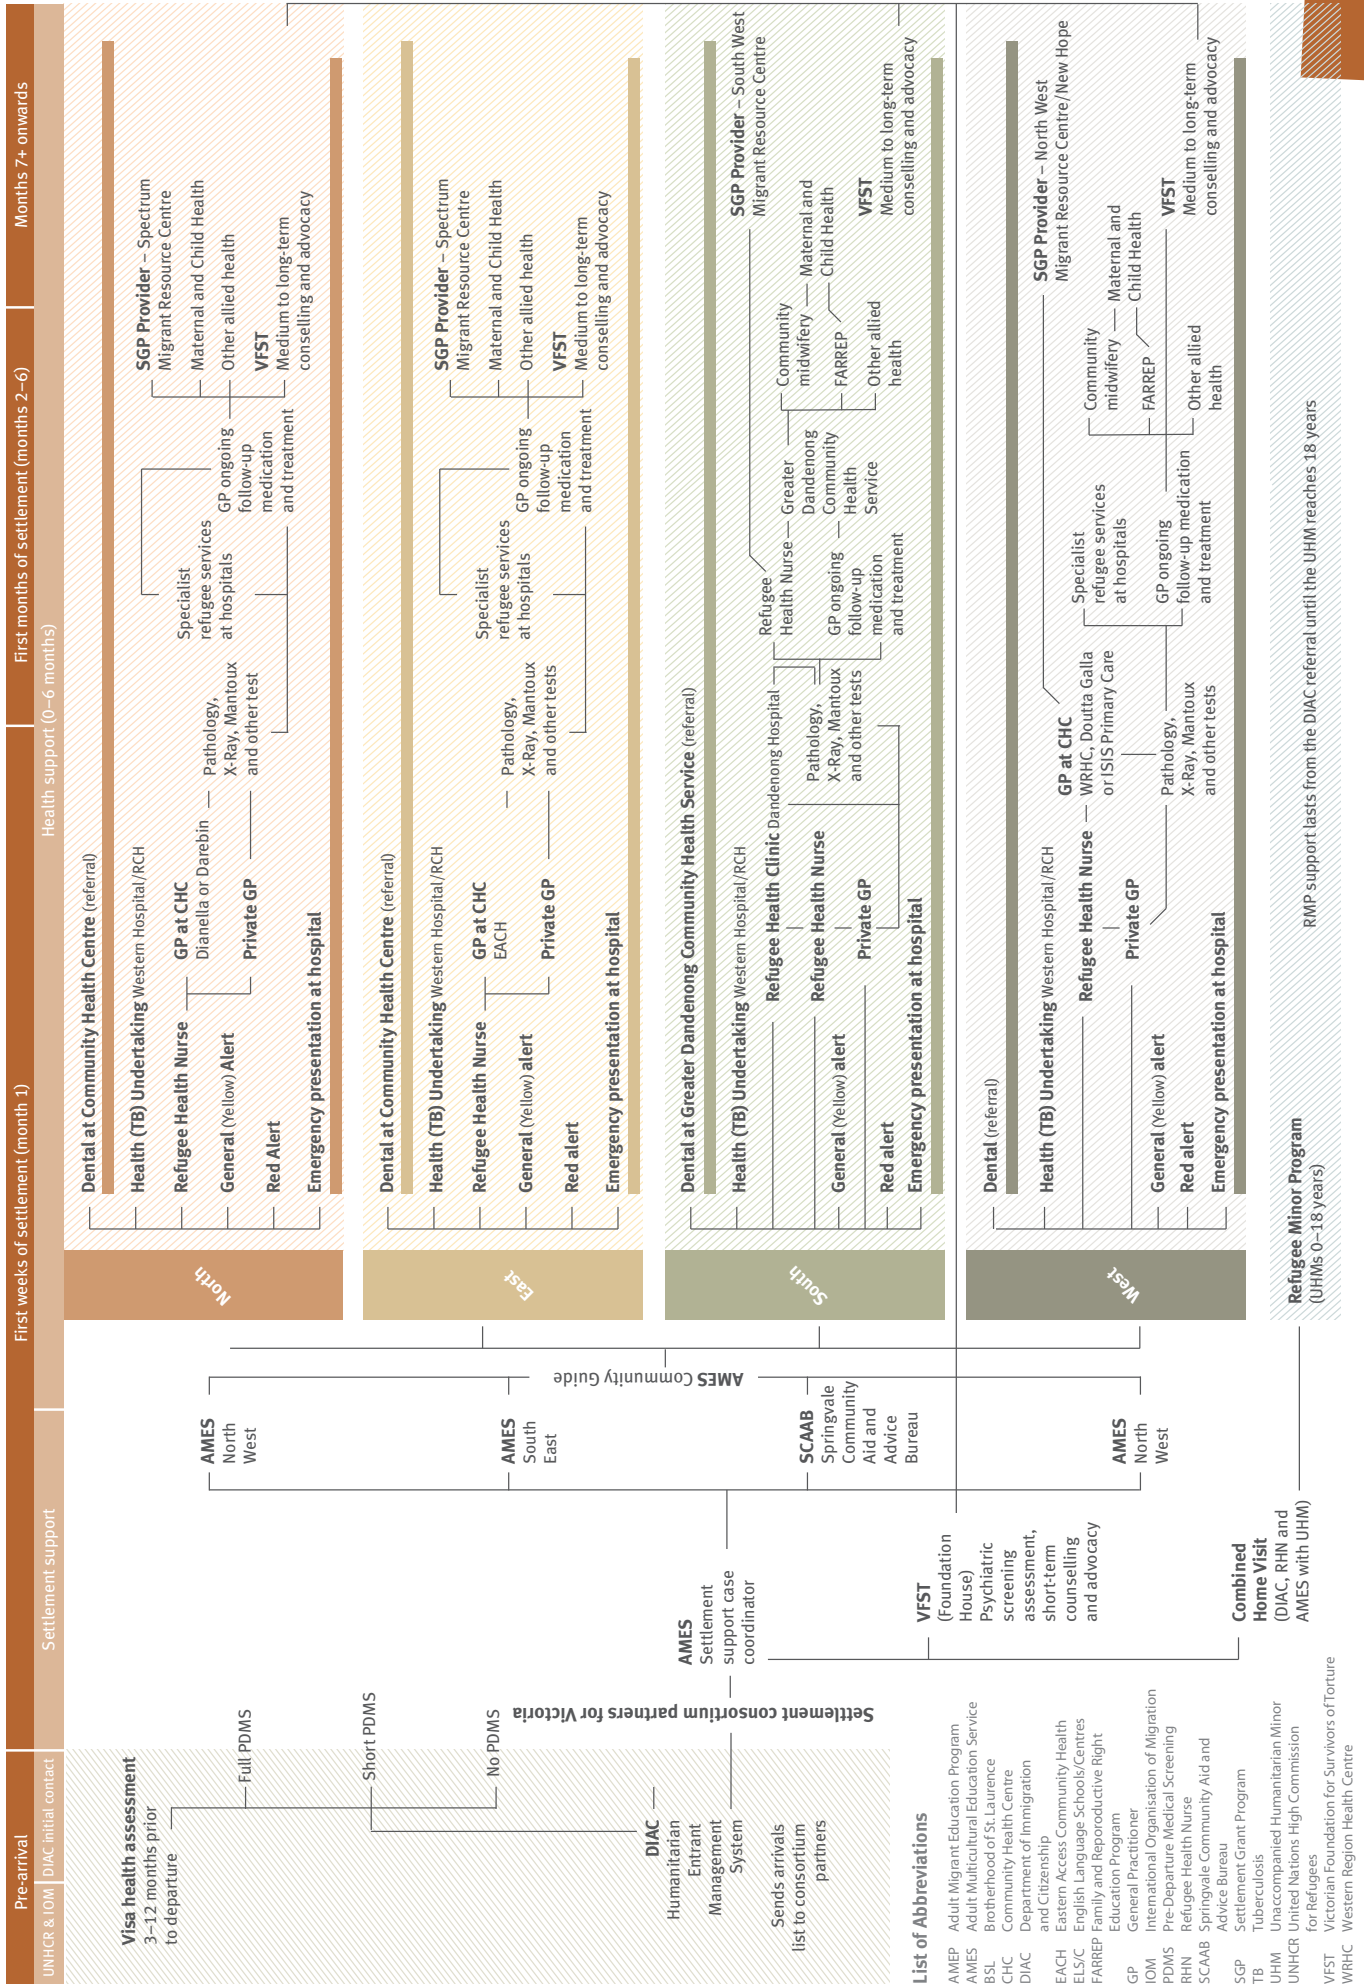 Pre-arrival
First weeks of settlement (month 1)
First months of settlement (months 2–6)
Months 7+ onwards
UNHCR & IOM
DIAC initial contact
Settlement support
Health support (0–6 months)
Visa health assessment
3–12 months prior
to departure
Full PDMS
Short PDMS
No PDMS
DIAC
Humanitarian
Entrant
Management
System
Sends arrivals
list to consortium
partners
Settlement consortium partners for Victoria
AMES
Settlement
support case
coordinator
VFST
(Foundation
House)
Psychiatric
screening
assessment,
short-term
counselling
and advocacy
Combined
Home Visit
(DIAC, RHN and
AMES with UHM)
AMES
North
West
AMES
South
East
SCAAB
Springvale
Community
Aid and
Advice
Bureau
AMES
North
West
AMES Community Guide
North
Dental at Community Health Centre (referral)
Health (TB) Undertaking Western Hospital/RCH
Refugee Health Nurse
General (Yellow) Alert
Red Alert
Emergency presentation at hospital
GP at CHC
Dianella or Darebin
Private GP
Pathology,
X-Ray, Mantoux
and other test
Specialist
refugee services
at hospitals
GP ongoing
follow-up
medication
and treatment
SGP Provider – Spectrum
Migrant Resource Centre
Maternal and Child Health
Other allied health
VFST
Medium to long-term
conselling and advocacy
East
Dental at Community Health Centre (referral)
Health (TB) Undertaking Western Hospital/RCH
Refugee Health Nurse
General (Yellow) alert
Red alert
Emergency presentation at hospital
GP at CHC
EACH
Private GP
Pathology,
X-Ray, Mantoux
and other tests
Specialist
refugee services
at hospitals
GP ongoing
follow-up
medication
and treatment
SGP Provider – Spectrum
Migrant Resource Centre
Maternal and Child Health
Other allied health
VFST
Medium to long-term
conselling and advocacy
South
Dental at Greater Dandenong Community Health Service (referral)
Health (TB) Undertaking Western Hospital/RCH
Refugee Health Clinic Dandenong Hospital
Refugee Health Nurse
General (Yellow) alert
Private GP
Red alert
Emergency presentation at hospital
Pathology,
X-Ray, Mantoux
and other tests
Refugee
Health Nurse
GP ongoing
follow-up
medication
and treatment
Greater
Dandenong
Community
Health
Service
Community
midwifery
FARREP
Other allied
health
Maternal and
Child Health
SGP Provider – South West
Migrant Resource Centre
VFST
Medium to long-term
conselling and advocacy
West
Dental (referral)
Health (TB) Undertaking Western Hospital/RCH
Refugee Health Nurse
Private GP
General (Yellow) alert
Red alert
Emergency presentation at hospital
GP at CHC
WRHC, Doutta Galla
or ISIS Primary Care
Pathology,
X-Ray, Mantoux
and other tests
Specialist
refugee services
at hospitals
GP ongoing
follow-up medication
and treatment
Community
midwifery
FARREP
Other allied
health
Maternal and
Child Health
SGP Provider – North West
Migrant Resource Centre/New Hope
VFST
Medium to long-term
conselling and advocacy
Refugee Minor Program
(UHMs 0–18 years)
RMP support lasts from the DIAC referral until the UHM reaches 18 years
List of Abbreviations
AMEP Adult Migrant Education Program
AMES Adult Multicultural Education Service
BSL Brotherhood of St. Laurence
CHC Community Health Centre
DIAC Department of Immigration
and Citizenship
EACH Eastern Access Community Health
ELS/C English Language Schools/Centres
FARREP Family and Reporoductive Right
Education Program
GP General Practitioner
IOM International Organisation of Migration
PDMS Pre-Departure Medical Screening
RHN Refugee Health Nurse
SCAAB Springvale Community Aid and
Advice Bureau
SGP Settlement Grant Program
TB Tuberculosis
UHM Unaccompanied Humanitarian Minor
UNHCR United Nations High Commission
for Refugees
VFST Victorian Foundation for Survivors of Torture
WRHC Western Region Health Centre